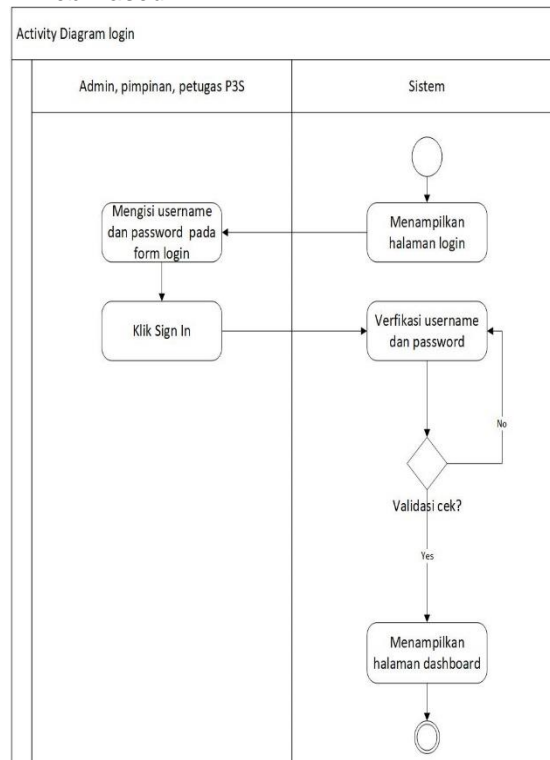 Activity Diagram login
Admin, pimpinan, petugas P3S
Sistem
Menampilkan
halaman login
Mengisi username
dan password pada
form login
Klik Sign In
Verfikasi username
dan password
No
Validasi cek?
Yes
Menampilkan
halaman dashboard